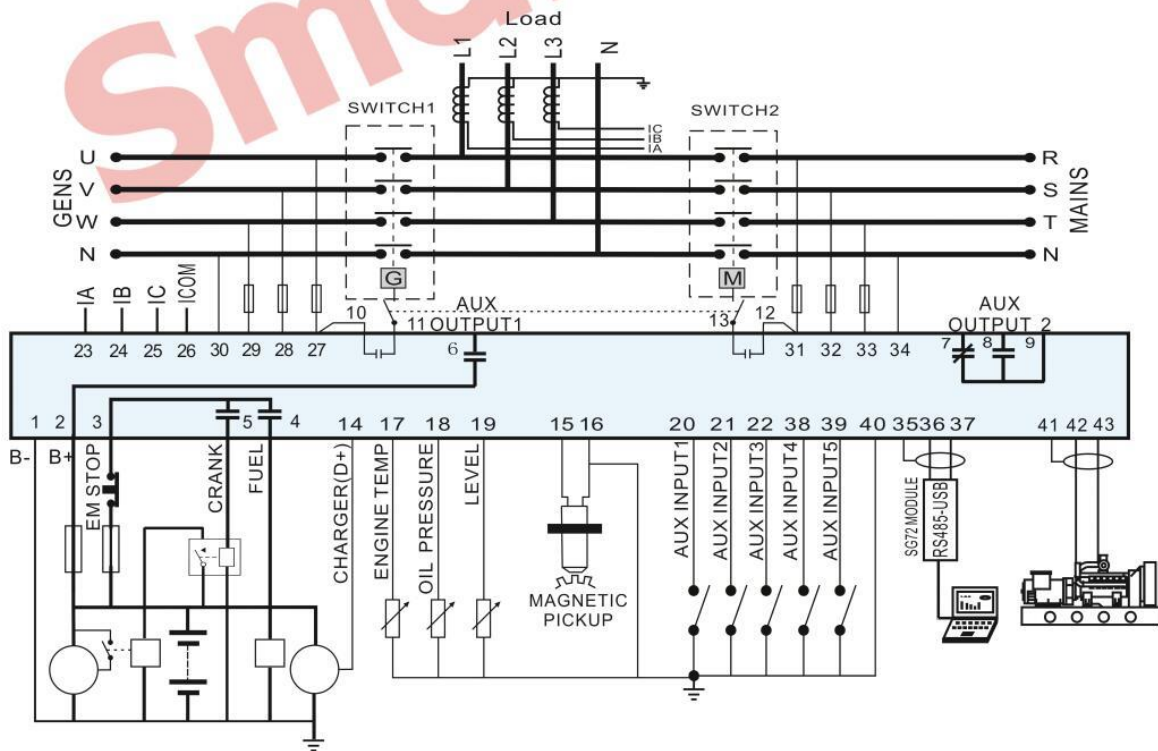 Sma
Load
L1
L2
L3
N
SWITCH1
SWITCH2
IC
IB
IA
GENS
U
V
W
N
R
S
T
N
MAINS
G
M
IA
IB
IC
ICOM
10
11
AUX
OUTPUT1
13
12
AUX
OUTPUT 2
23 24 25 26 30 29 28 27 6 31 32 33 34 7 8 9
1 2 3 5 4 14 17 18 19 15 16 20 21 22 38 39 40 35 36 37 41 42 43
B-
B+
EM STOP
CRANK
FUEL
CHARGER(D+)
ENGINE TEMP
OIL PRESSURE
LEVEL
MAGNETIC
PICKUP
AUX INPUT1
AUX INPUT2
AUX INPUT3
AUX INPUT4
AUX INPUT5
SG72 MODULE
RS485-USB